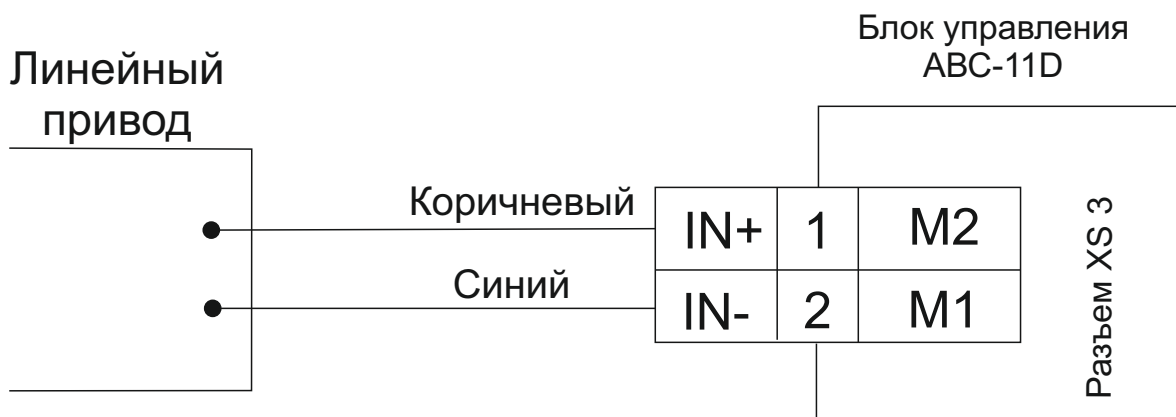 Блок управления
ABC-11D
Линейный
привод
Коричневый
IN+ 1 M2
Синий
IN- 2 M1
Разъем XS 3